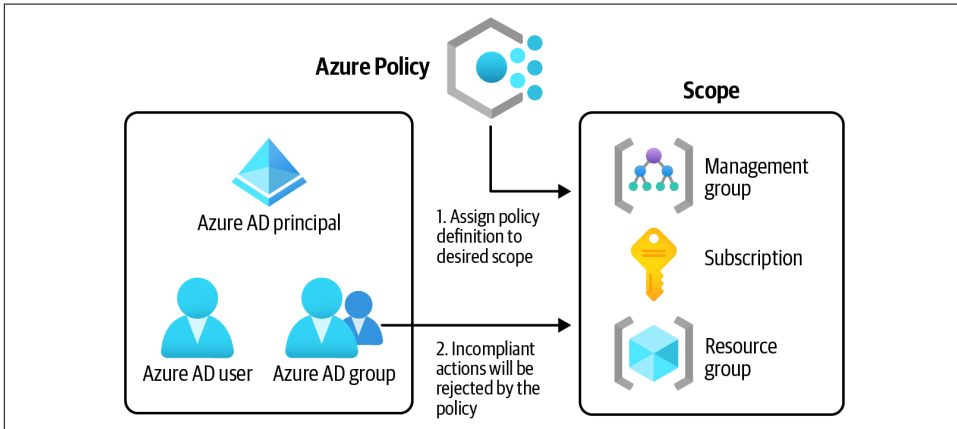 Azure Policy
Scope
Azure AD principal
Azure AD user
Azure AD group
1. Assign policy
definition to
desired scope
2. Incompliant
actions will be
rejected by the
policy
Management
group
Subscription
Resource
group